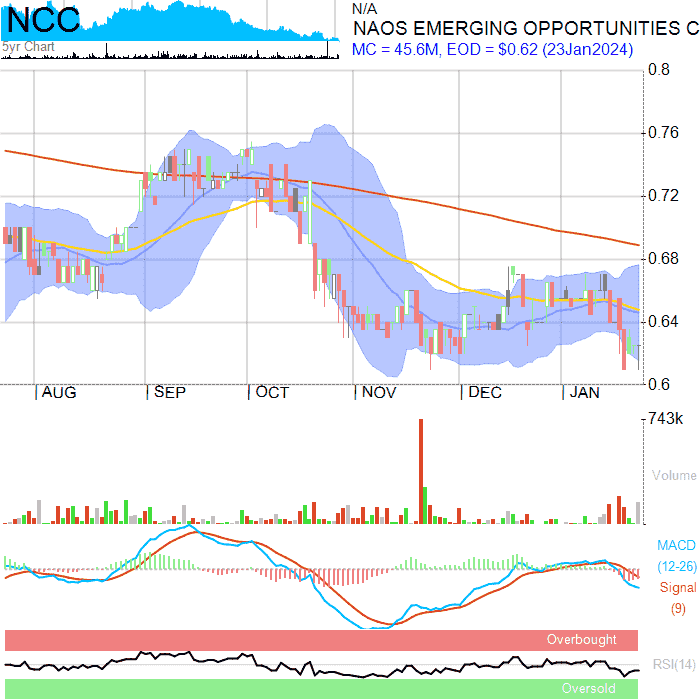 NCC
5yr Chart
N/A
NAOS EMERGING OPPORTUNITIES C
MC = 45.6M, EOD = $0.62 (23Jan2024)
0.8
0.76
0.72
0.68
0.64
0.6
AUG SEP OCT NOV DEC JAN
743k
Volume
MACD
(12-26)
Signal
(9)
Overbought
RSI(14)
Oversold